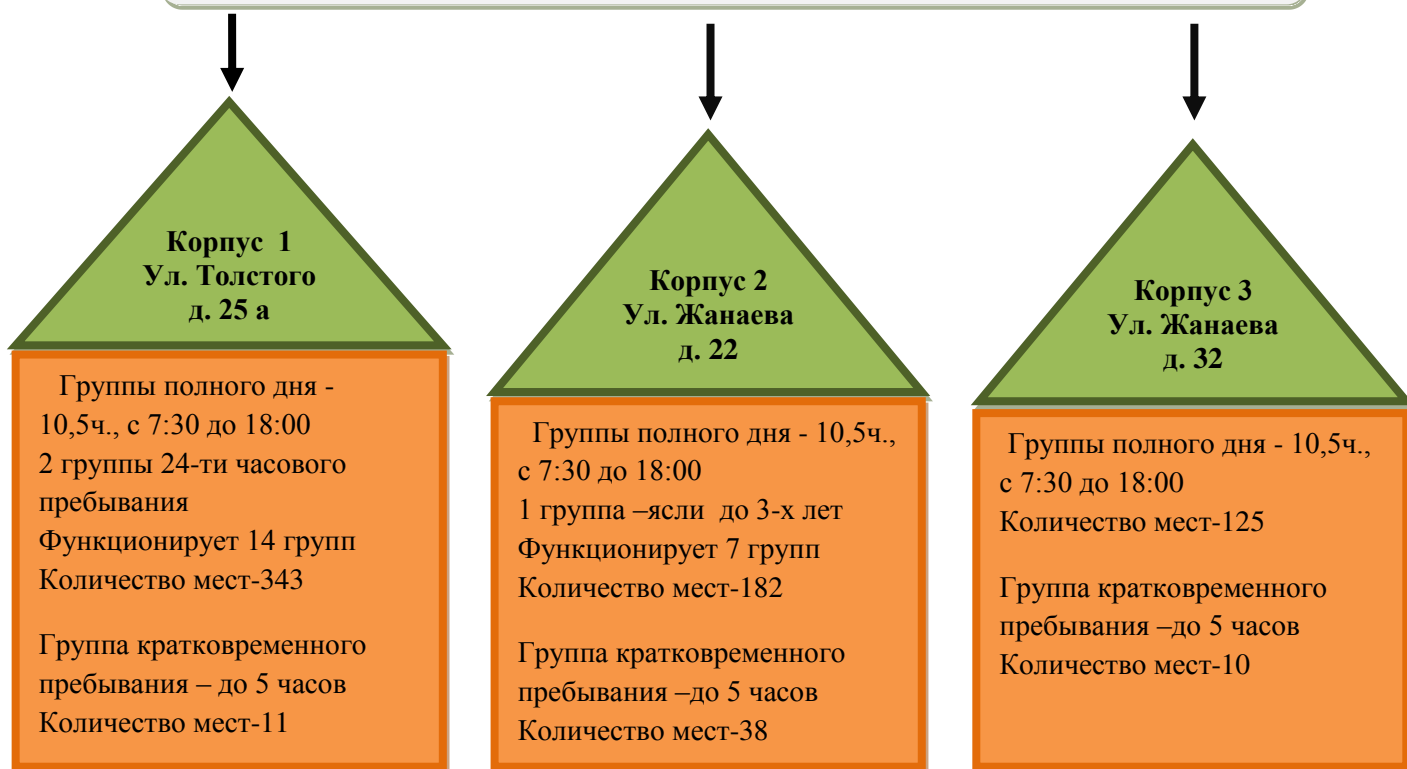 Корпус 1
Ул. Толстого
д. 25 а
Группы полного дня -
10,5ч., с 7:30 до 18:00
2 группы 24-ти часового
пребывания
Функционирует 14 групп
Количество мест-343
Группа кратковременного
пребывания – до 5 часов
Количество мест-11
Корпус 2
Ул. Жанаева
д. 22
Группы полного дня - 10,5ч.,
с 7:30 до 18:00
1 группа –ясли до 3-х лет
Функционирует 7 групп
Количество мест-182
Группа кратковременного
пребывания –до 5 часов
Количество мест-38
Корпус 3
Ул. Жанаева
д. 32
Группы полного дня - 10,5ч.,
с 7:30 до 18:00
Количество мест-125
Группа кратковременного
пребывания –до 5 часов
Количество мест-10